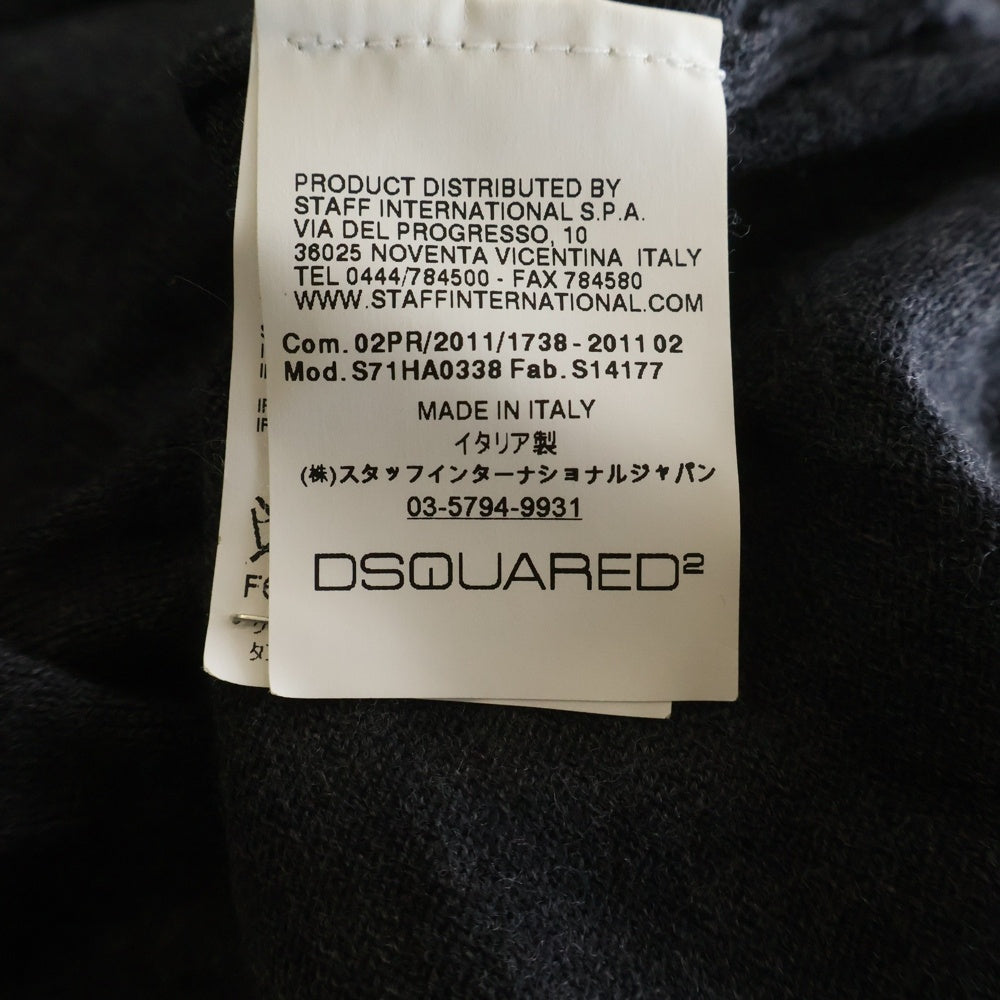 PRODUCT DISTRIBUTED BY
STAFF INTERNATIONAL S.P.A.
VIA DEL PROGRESSO, 10
36025 NOVENTA VICENTINA ITALY
TEL 0444/784500 - FAX 784580
WWW.STAFFINTERNATIONAL.COM
Com. 02PR/2011/1738 - 2011 02
Mod. S71HA0338 Fab. S14177
MADE IN ITALY
イタリア製
(株)スタッフインターナショナルジャパン
03-5794-9931
DSQUARED²